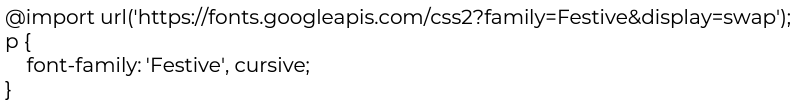 @import url('https://fonts.googleapis.com/css2?family=Festive&display=swap');
p {
    font-family: 'Festive', cursive;
}